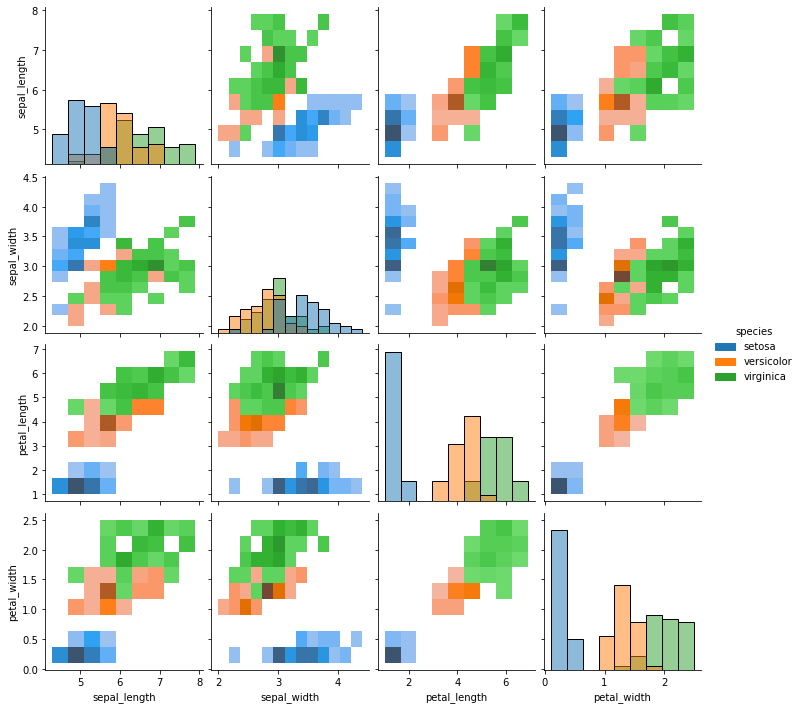 sepal_length
8
7
6
5
sepal_width
4.5
4.0
3.5
3.0
2.5
2.0
species
setosa
versicolor
virginica
petal_length
7
6
5
4
3
2
1
petal_width
2.5
2.0
1.5
1.0
0.5
0.0
5 6 7 8
2 3 4
2 4 6
0 1 2
sepal_length sepal_width petal_length petal_width